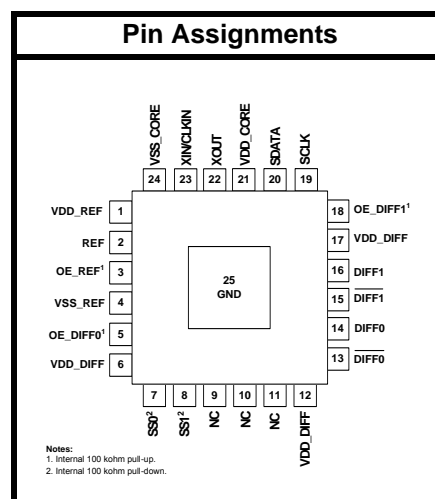 Pin Assignments
VSS_CORE
XIN/CLKIN
XOUT
VDD_CORE
SDATA
SCLK
24 23 22 21 20 19
VDD_REF 1
REF 2
OE_REF¹ 3
VSS_REF 4
OE_DIFF0¹ 5
VDD_DIFF 6
25
GND
18 OE_DIFF1¹
17 VDD_DIFF
16 DIFF1
15 D̅I̅F̅F̅1̅
14 DIFF0
13 D̅I̅F̅F̅0̅
7 8 9 10 11 12
SS0²
SS1²
NC
NC
NC
VDD_DIFF
Notes:
1. Internal 100 kohm pull-up.
2. Internal 100 kohm pull-down.